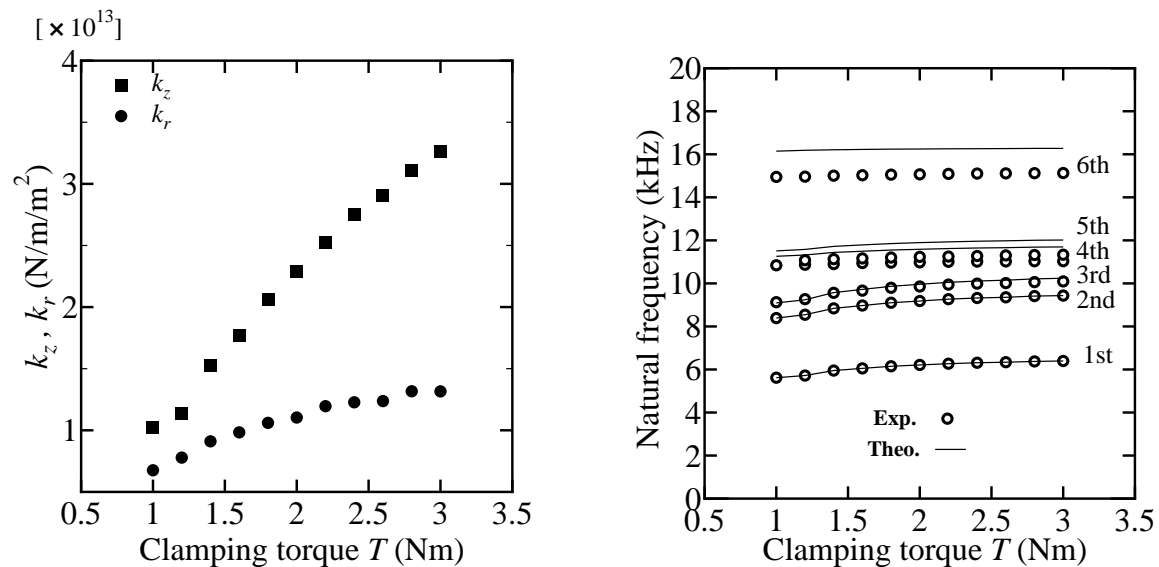 [ × 10^13]
4
3
2
1
k_z , k_r (N/m/m^2)
k_z
k_r
0.5 1 1.5 2 2.5 3 3.5
Clamping torque T (Nm)
20
18
16
14
12
10
8
6
4
2
0
Natural frequency (kHz)
6th
5th
4th
3rd
2nd
1st
Exp.
Theo.
0.5 1 1.5 2 2.5 3 3.5
Clamping torque T (Nm)